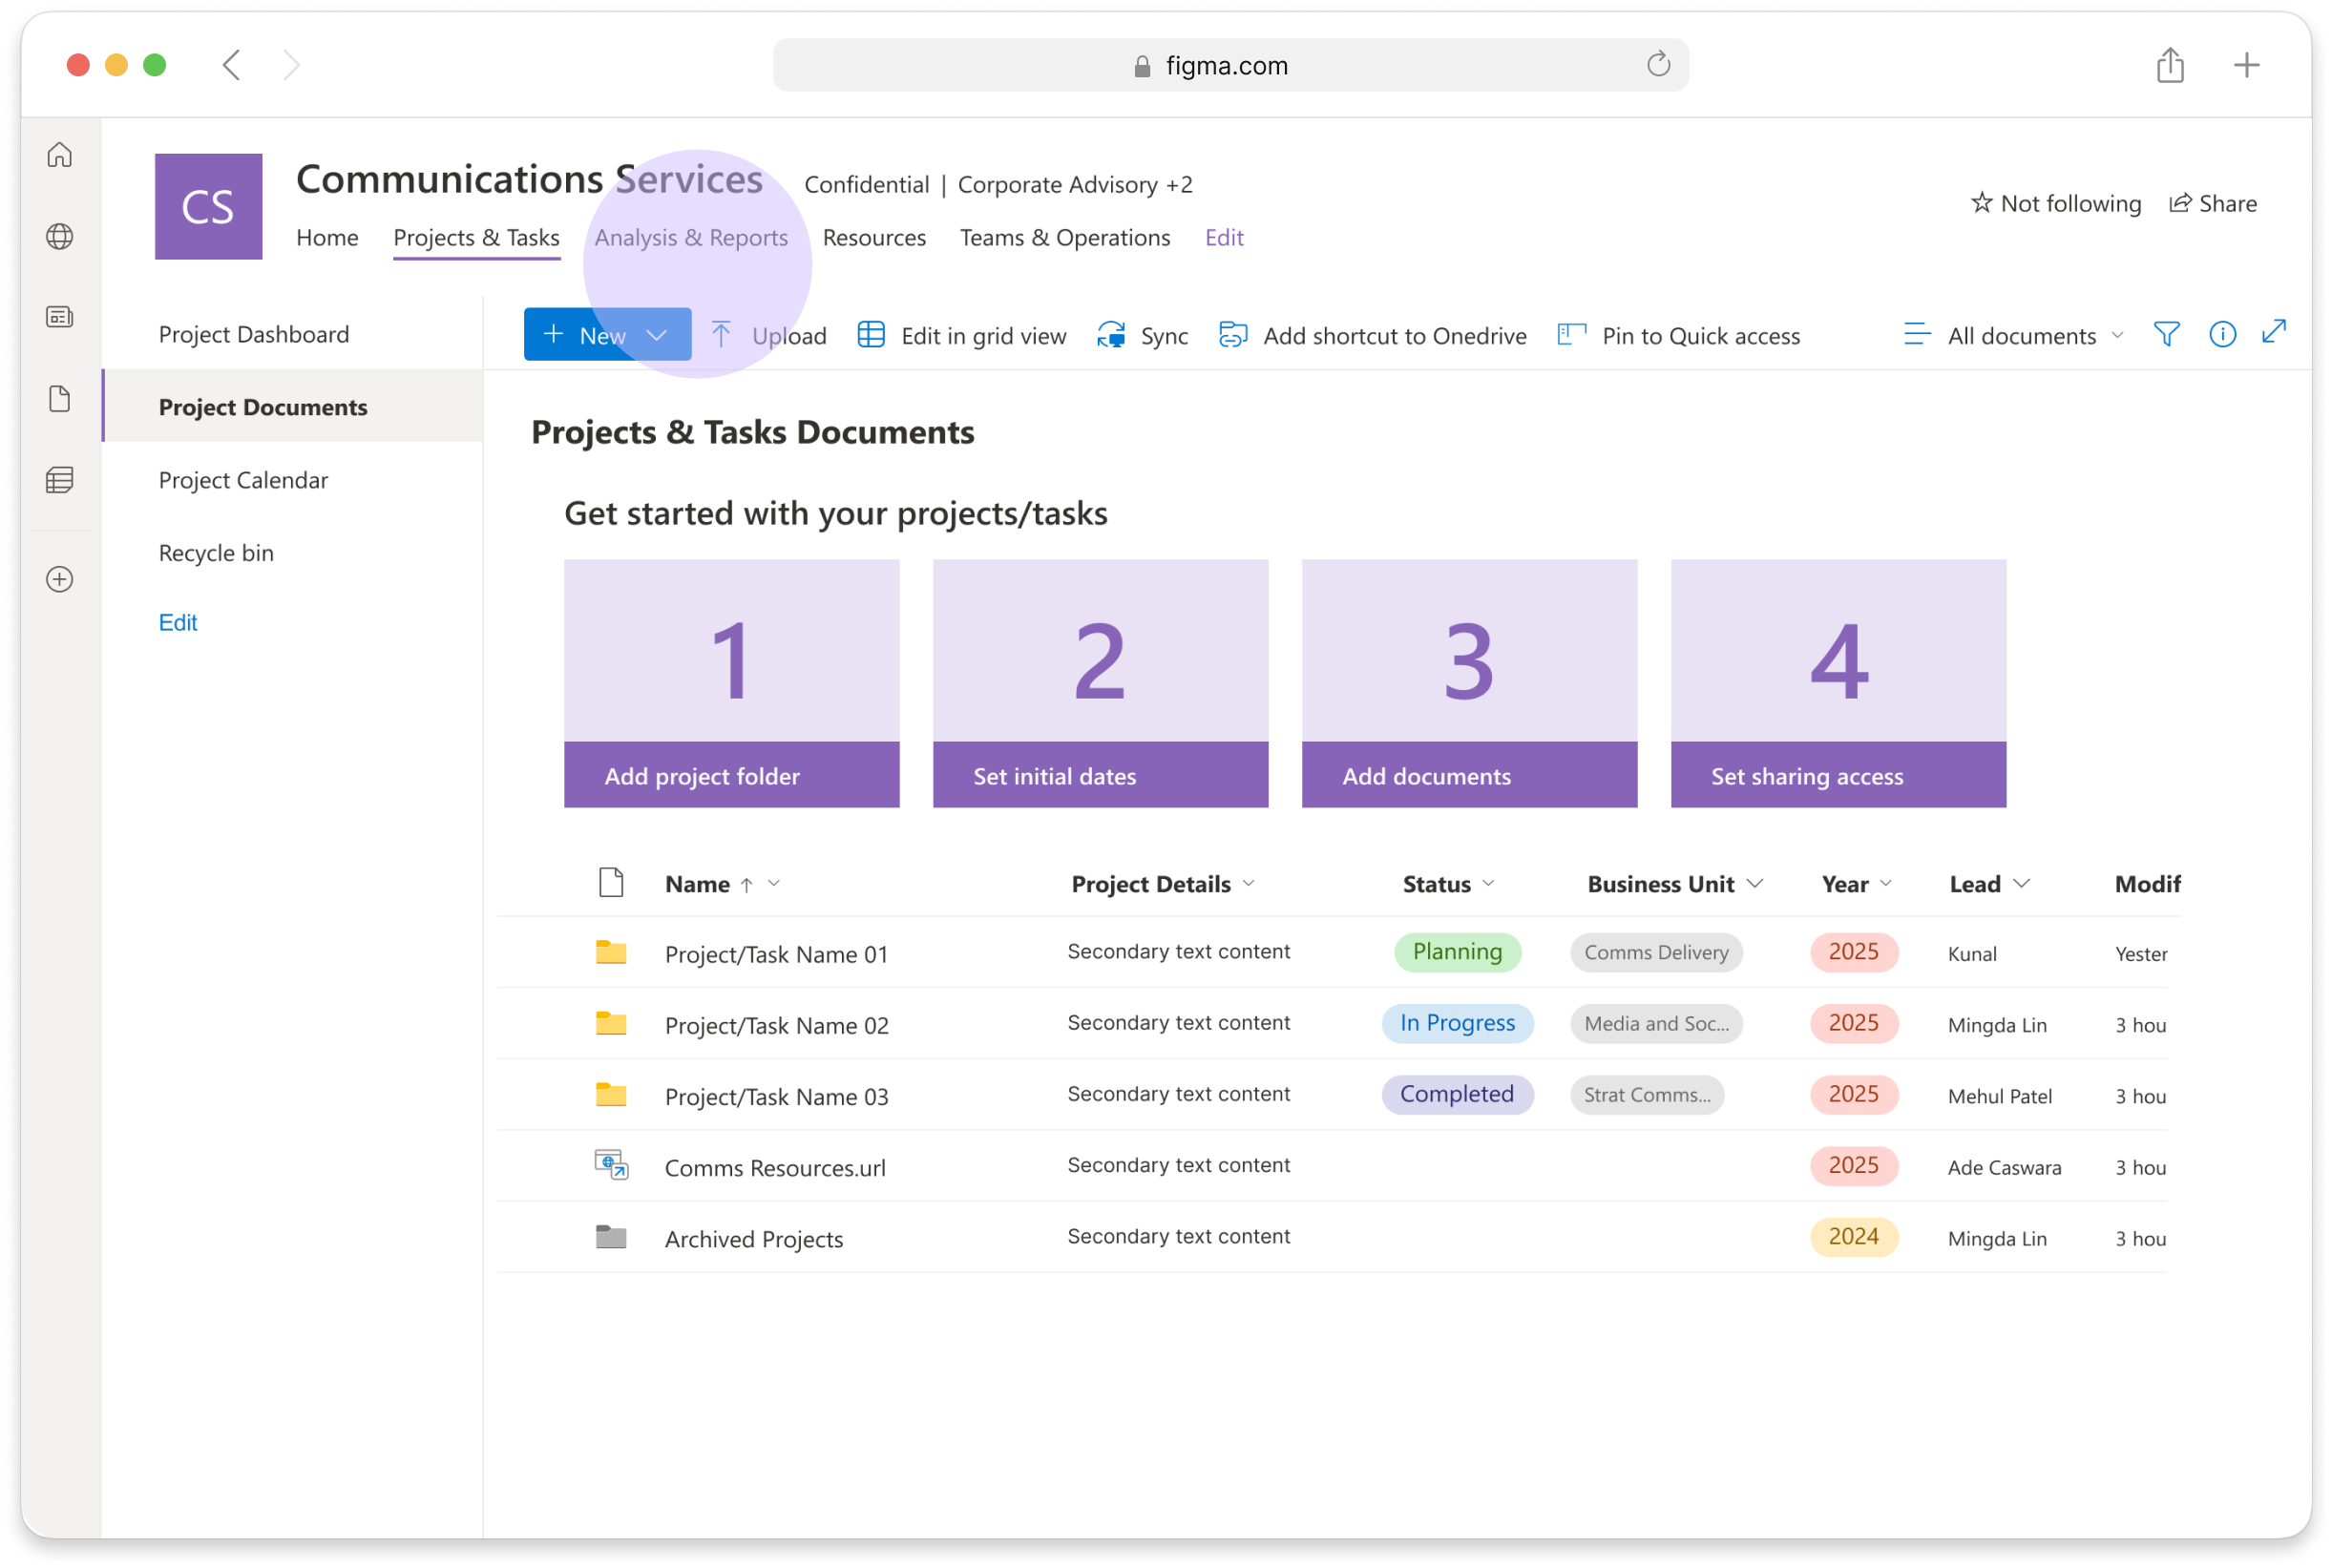 figma.com
CS
Communications Services
Confidential | Corporate Advisory +2
Home Projects & Tasks Analysis & Reports Resources Teams & Operations Edit
Not following Share
Project Dashboard
Project Documents
Project Calendar
Recycle bin
Edit
New Upload Edit in grid view Sync Add shortcut to Onedrive Pin to Quick access All documents
Projects & Tasks Documents
Get started with your projects/tasks
1 2 3 4
Add project folder Set initial dates Add documents Set sharing access
Name Project Details Status Business Unit Year Lead Modif
Project/Task Name 01 Secondary text content Planning Comms Delivery 2025 Kunal Yester
Project/Task Name 02 Secondary text content In Progress Media and Soc... 2025 Mingda Lin 3 hou
Project/Task Name 03 Secondary text content Completed Strat Comms... 2025 Mehul Patel 3 hou
Comms Resources.url Secondary text content 2025 Ade Caswara 3 hou
Archived Projects Secondary text content 2024 Mingda Lin 3 hou